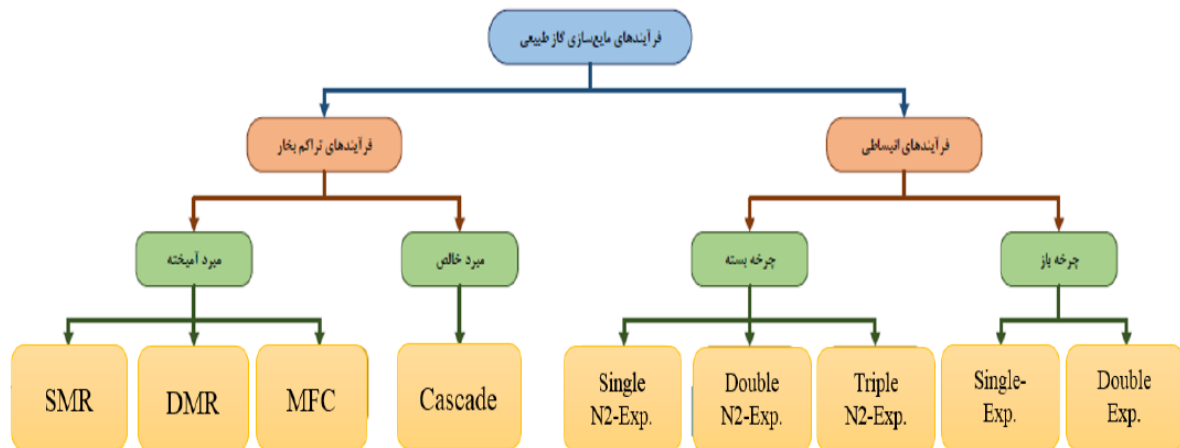 فرآیندهای مایع‌سازی گاز طبیعی
فرآیندهای تراکم بخار
فرآیندهای انبساطی
مبرد آمیخته
مبرد خالص
چرخه بسته
چرخه باز
SMR
DMR
MFC
Cascade
Single
N2-Exp.
Double
N2-Exp.
Triple
N2-Exp.
Single-
Exp.
Double
Exp.